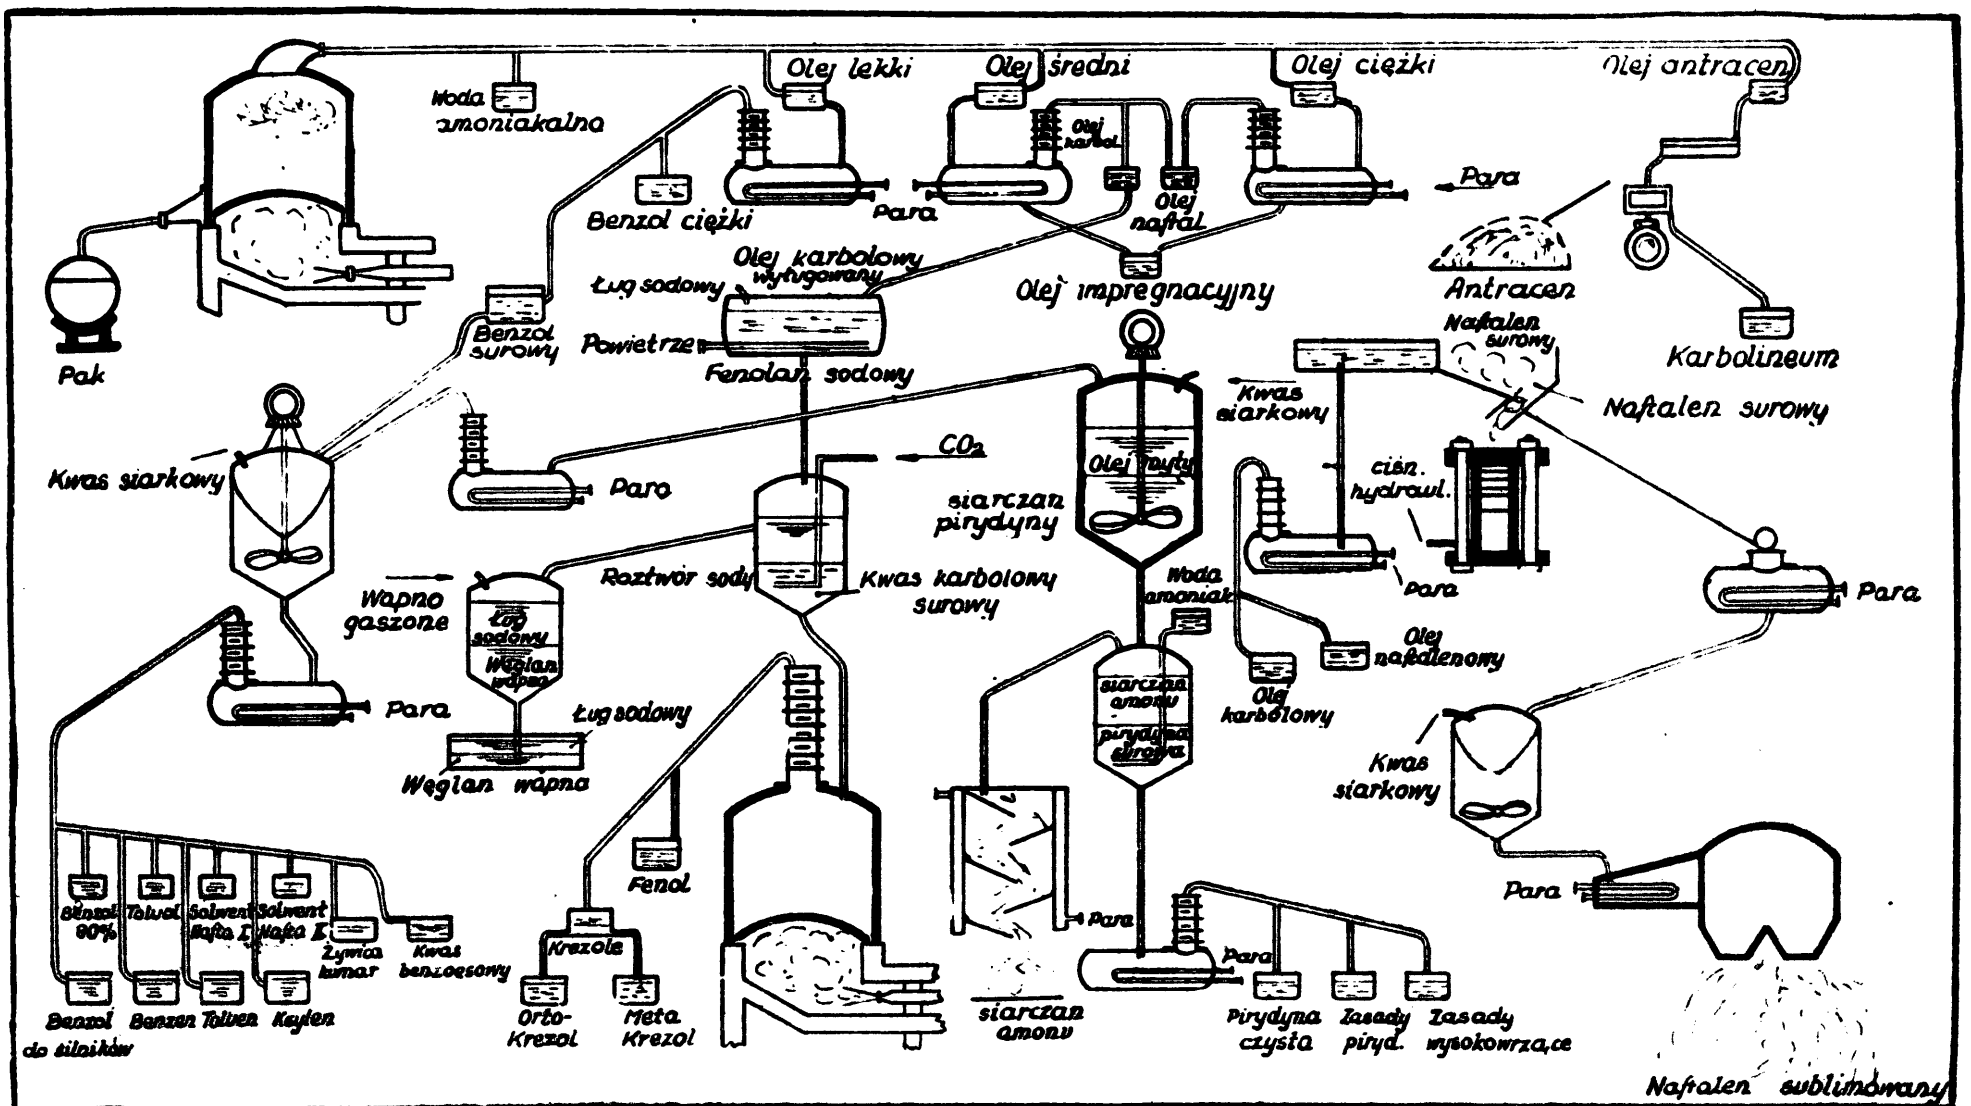 Olej lekki
Olej średni
Olej ciężki
Olej antracen
Woda
amoniakalna
Olej
karbol.
Benzol ciężki
Para
Olej
naftal.
Para
Olej karbolowy
wyługowany
Ług sodowy
Olej impregnacyjny
Antracen
Pak
Benzol
surowy
Powietrze
Fenolan sodowy
Naftalen
surowy
Karbolineum
Kwas
siarkowy
Naftalen surowy
Kwas siarkowy
Para
CO₂
Olej myty
siarczan
pirydyny
ciśn.
hydrawl.
Wapno
gaszone
Roztwór sody
Kwas karbolowy
surowy
Woda
amoniak
Para
Para
Ług
sodowy
Węglan
wapna
Olej
naftalenowy
Para
Ług sodowy
siarczan
amonu
pirydyna
surowa
Olej
karbolowy
Węglan wapna
Kwas
siarkowy
Fenol
Para
Para
Benzol
90%
Toluol
Solwent
Nafta I
Solwent
Nafta II
Żywica
kumar
Kwas
benzoesowy
Krezole
Para
Benzol
do silników
Benzen
Toluen
Ksylen
Orto-
Krezol
Meta
Krezol
siarczan
amonu
Pirydyna
czysta
Zasady
piryd.
Zasady
wysokowrzące
Naftalen sublimowany